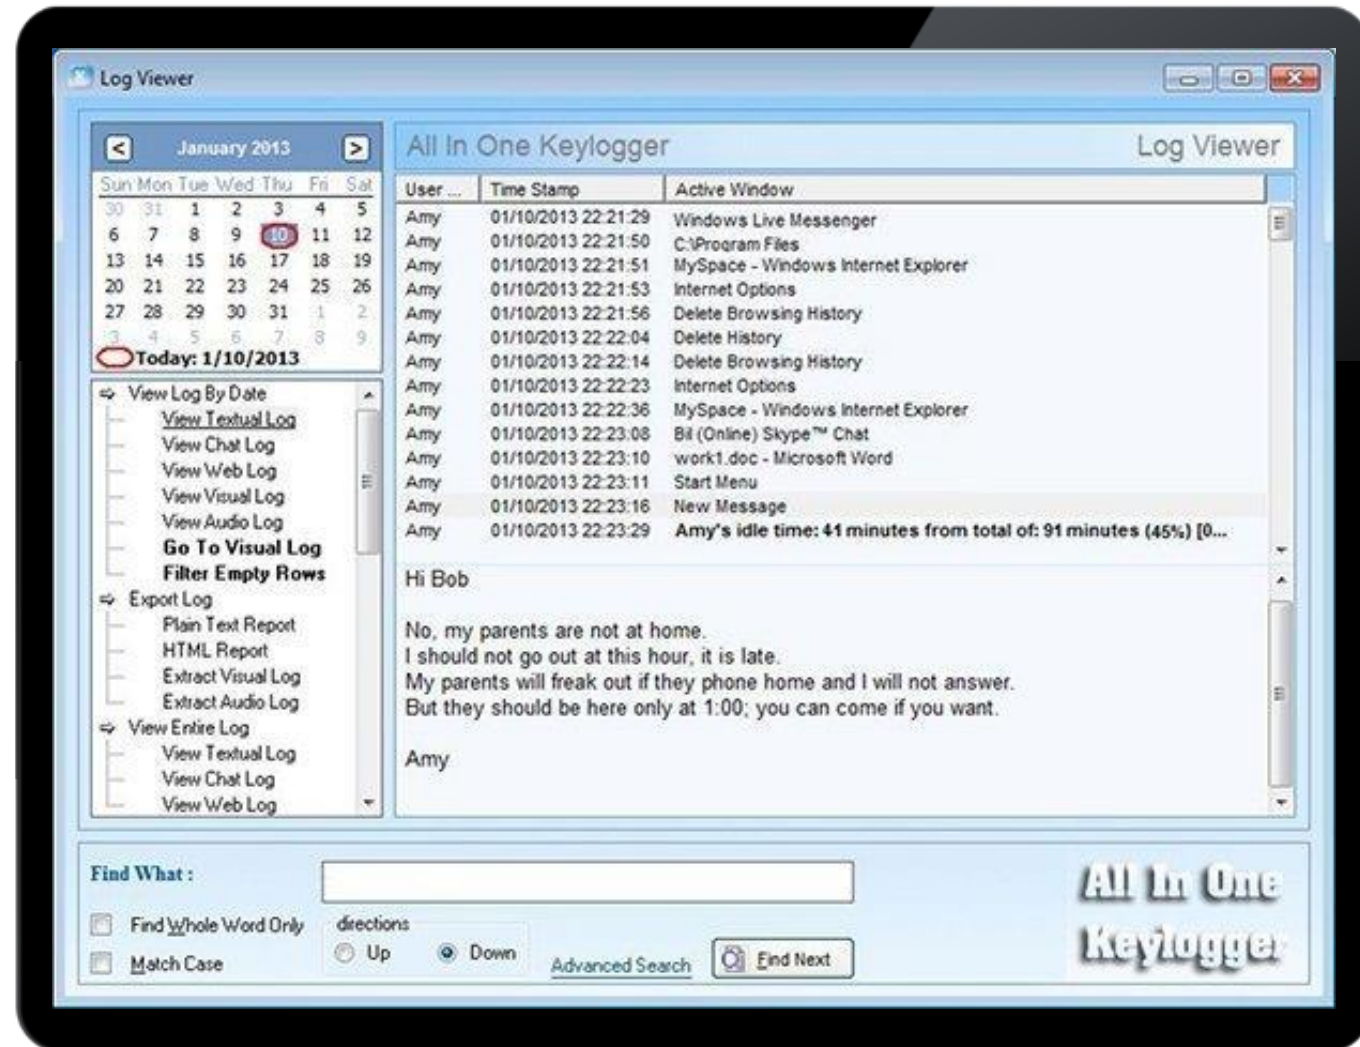 Log Viewer
January 2013
Sun Mon Tue Wed Thu Fri Sat
30 31 1 2 3 4 5
6 7 8 9 10 11 12
13 14 15 16 17 18 19
20 21 22 23 24 25 26
27 28 29 30 31 1 2
3 4 5 6 7 8 9
Today: 1/10/2013
View Log By Date
View Textual Log
View Chat Log
View Web Log
View Visual Log
View Audio Log
Go To Visual Log
Filter Empty Rows
Export Log
Plain Text Report
HTML Report
Extract Visual Log
Extract Audio Log
View Entire Log
View Textual Log
View Chat Log
View Web Log
All In One Keylogger Log Viewer
User ... Time Stamp Active Window
Amy 01/10/2013 22:21:29 Windows Live Messenger
Amy 01/10/2013 22:21:50 C:\Program Files
Amy 01/10/2013 22:21:51 MySpace - Windows Internet Explorer
Amy 01/10/2013 22:21:53 Internet Options
Amy 01/10/2013 22:21:56 Delete Browsing History
Amy 01/10/2013 22:22:04 Delete History
Amy 01/10/2013 22:22:14 Delete Browsing History
Amy 01/10/2013 22:22:23 Internet Options
Amy 01/10/2013 22:22:36 MySpace - Windows Internet Explorer
Amy 01/10/2013 22:23:08 Bil (Online) Skype™ Chat
Amy 01/10/2013 22:23:10 work1.doc - Microsoft Word
Amy 01/10/2013 22:23:11 Start Menu
Amy 01/10/2013 22:23:16 New Message
Amy 01/10/2013 22:23:29 Amy's idle time: 41 minutes from total of: 91 minutes (45%) [0...
Hi Bob
No, my parents are not at home.
I should not go out at this hour, it is late.
My parents will freak out if they phone home and I will not answer.
But they should be here only at 1:00; you can come if you want.
Amy
Find What :
Find Whole Word Only
Match Case
directions
Up Down
Advanced Search
Find Next
All In One
Keylogger